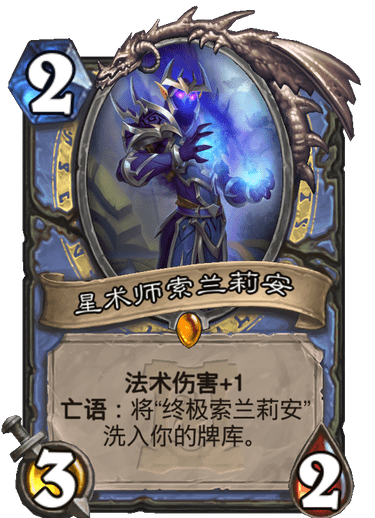 2
星术师索兰莉安
法术伤害+1
亡语：将“终极索兰莉安”
洗入你的牌库。
3
2